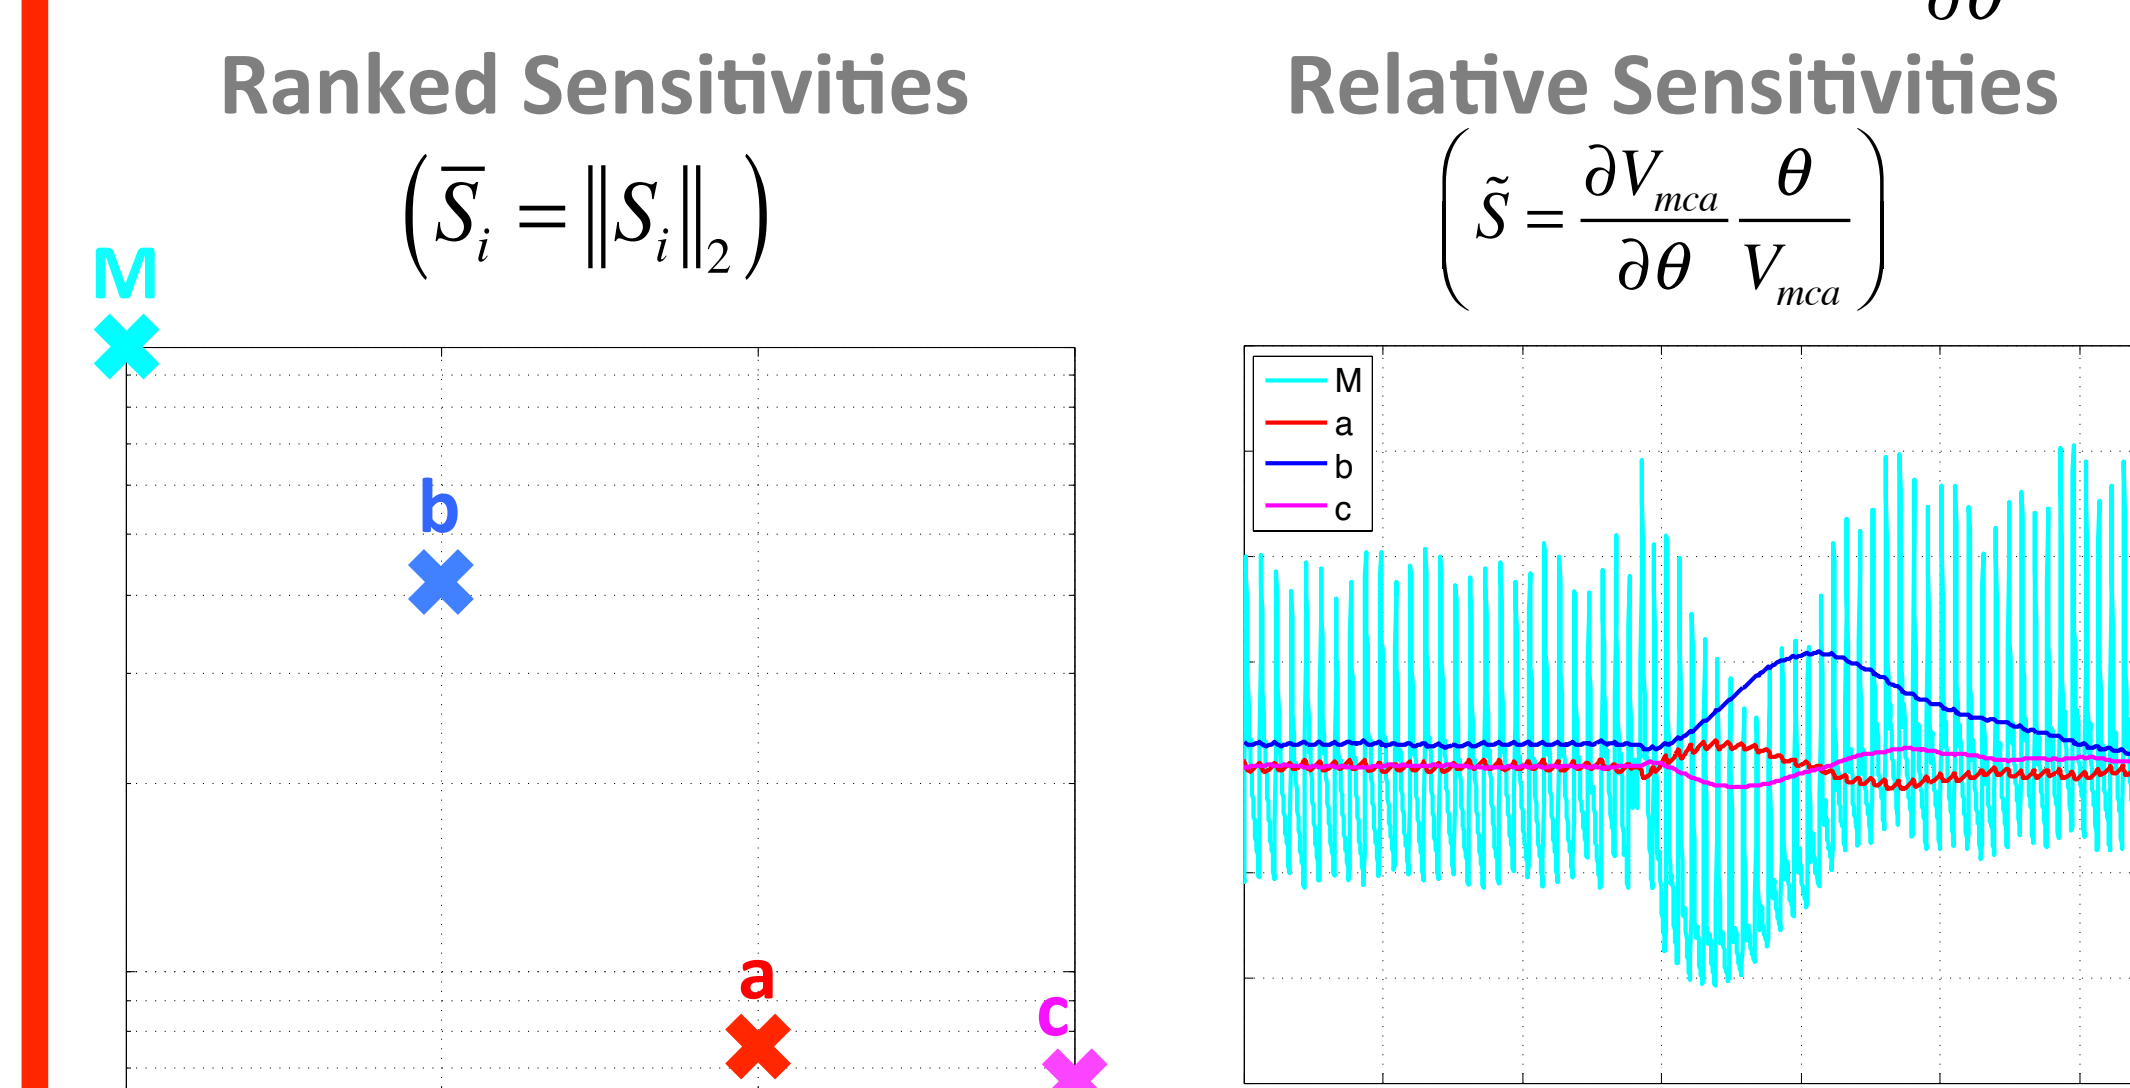 ∂θ
Ranked Sensitivities
(S̅ᵢ = ‖Sᵢ‖₂)
Relative Sensitivities
(S̃ = ∂V_mca/∂θ θ/V_mca)
M
b
a
c
M
a
b
c